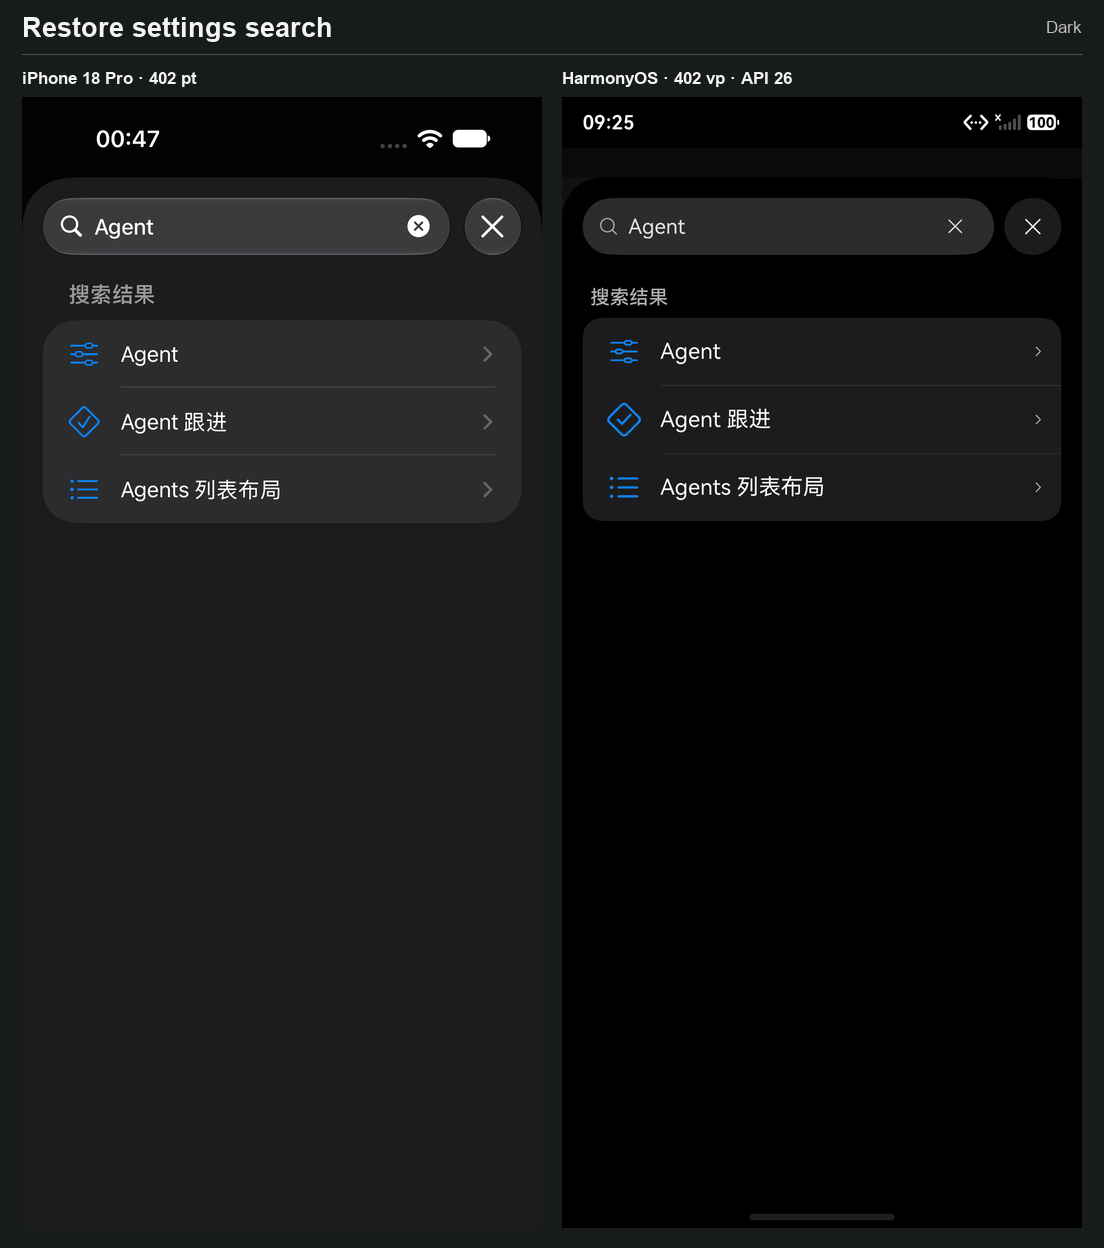 Restore settings search
Dark
iPhone 18 Pro · 402 pt
00:47
Agent
搜索结果
Agent
Agent 跟进
Agents 列表布局
HarmonyOS · 402 vp · API 26
09:25
100
Agent
搜索结果
Agent
Agent 跟进
Agents 列表布局